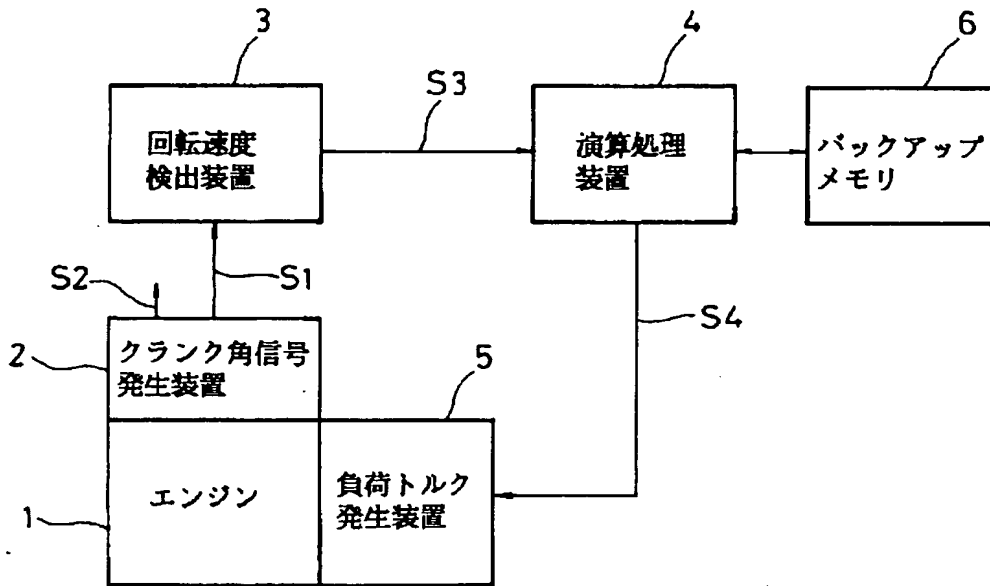 3
4
6
回転速度
検出装置
S3
演算処理
装置
バックアップ
メモリ
S2
S1
S4
2
クランク角信号
発生装置
5
エンジン
負荷トルク
発生装置
1